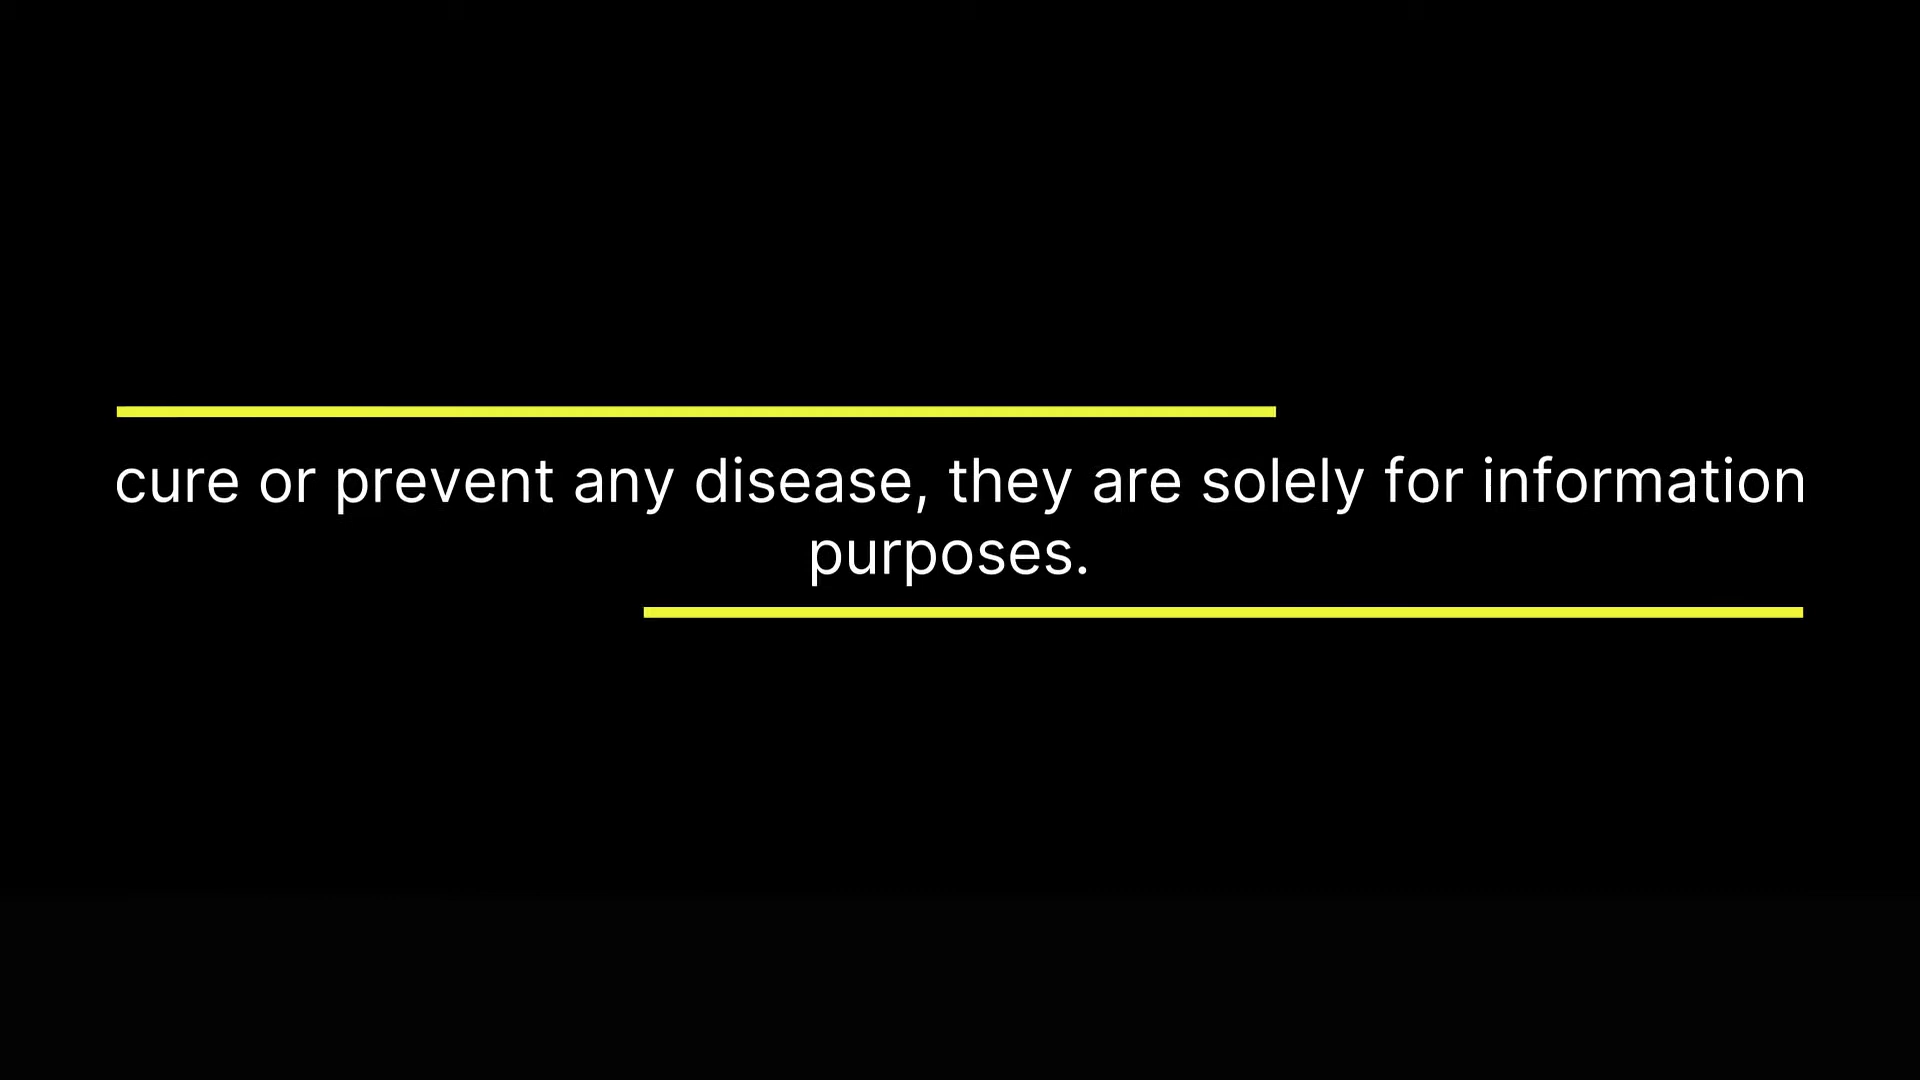 cure or prevent any disease, they are solely for information
purposes.